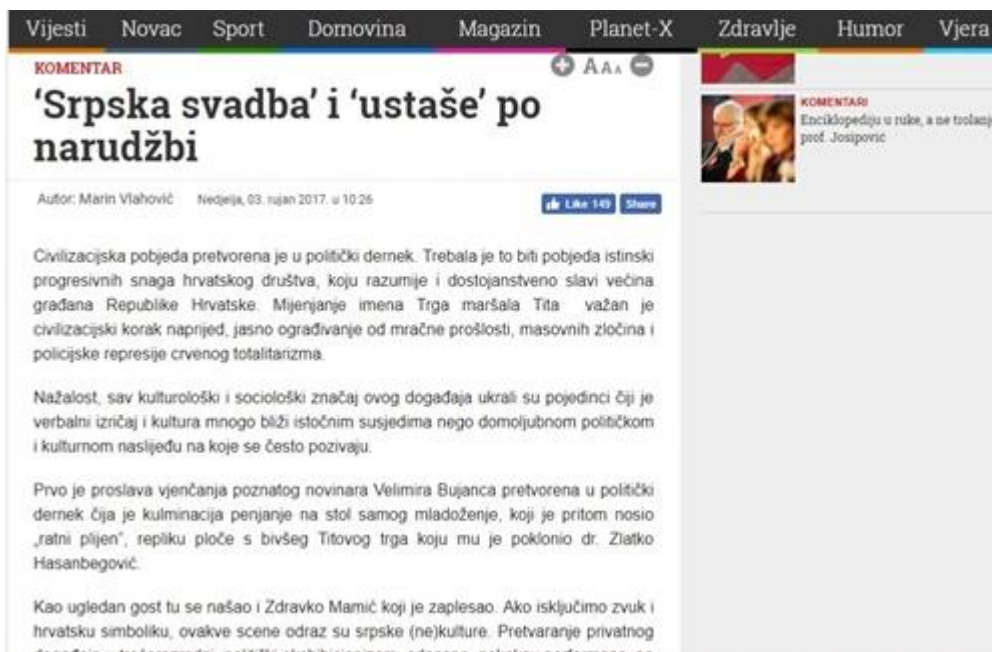 Vijesti Novac Sport Domovina Magazin Planet-X Zdravlje Humor Vjera
KOMENTAR
A A A
‘Srpska svadba’ i ‘ustaše’ po
narudžbi
Autor: Marin Vlahović Nedjelja, 03. rujan 2017. u 10:26
Like 149 Share
Civilizacijska pobjeda pretvorena je u politički dernek. Trebala je to biti pobjeda istinski
progresivnih snaga hrvatskog društva, koju razumije i dostojanstveno slavi većina
građana Republike Hrvatske. Mijenjanje imena Trga maršala Tita važan je
civilizacijski korak naprijed, jasno ograđivanje od mračne prošlosti, masovnih zločina i
policijske represije crvenog totalitarizma.
Nažalost, sav kulturološki i sociološki značaj ovog događaja ukrali su pojedinci čiji je
verbalni izričaj i kultura mnogo bliži istočnim susjedima nego domoljubnom političkom
i kulturnom naslijeđu na koje se često pozivaju.
Prvo je proslava vjenčanja poznatog novinara Velimira Bujanca pretvorena u politički
dernek čija je kulminacija penjanje na stol samog mladoženje, koji je pritom nosio
„ratni plijen“, repliku ploče s bivšeg Titovog trga koju mu je poklonio dr. Zlatko
Hasanbegović.
Kao ugledan gost tu se našao i Zdravko Mamić koji je zaplesao. Ako isključimo zvuk i
hrvatsku simboliku, ovakve scene odraz su srpske (ne)kulture. Pretvaranje privatnog
KOMENTARI
Enciklopediju u ruke, a ne trolanje
prof. Josipović